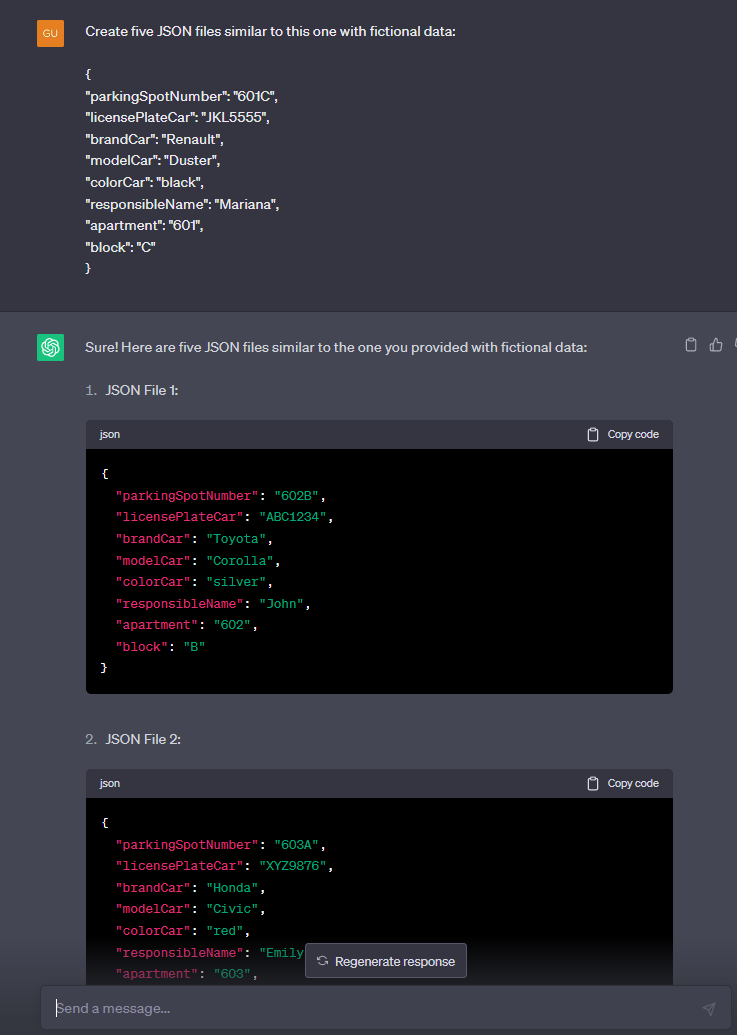 GU
Create five JSON files similar to this one with fictional data:
{
"parkingSpotNumber": "601C",
"licensePlateCar": "JKL5555",
"brandCar": "Renault",
"modelCar": "Duster",
"colorCar": "black",
"responsibleName": "Mariana",
"apartment": "601",
"block": "C"
}
Sure! Here are five JSON files similar to the one you provided with fictional data:
1. JSON File 1:
json Copy code
{
"parkingSpotNumber": "602B",
"licensePlateCar": "ABC1234",
"brandCar": "Toyota",
"modelCar": "Corolla",
"colorCar": "silver",
"responsibleName": "John",
"apartment": "602",
"block": "B"
}
2. JSON File 2:
json Copy code
{
"parkingSpotNumber": "603A",
"licensePlateCar": "XYZ9876",
"brandCar": "Honda",
"modelCar": "Civic",
"colorCar": "red",
"responsibleName": "Emily
Regenerate response
"apartment": "603",
Send a message...